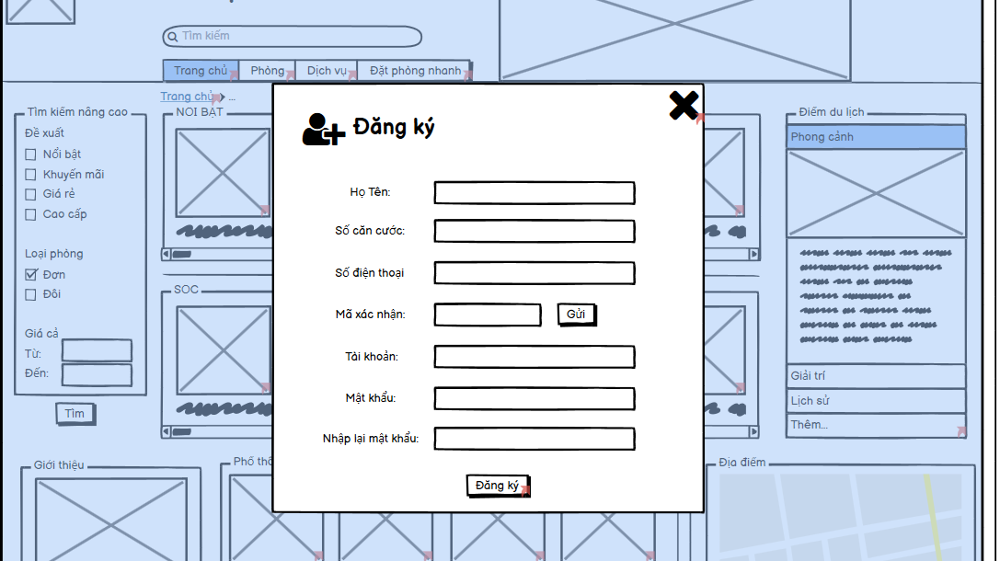 Tìm kiếm
Trang chủ
Phòng
Dịch vụ
Đặt phòng nhanh
Trang chủ > ...
Tìm kiếm nâng cao
Đề xuất
Nổi bật
Khuyến mãi
Giá rẻ
Cao cấp
Loại phòng
Đơn
Đôi
Giá cả
Từ:
Đến:
Tìm
NỔI BẬT
SOC
Đăng ký
Họ Tên:
Số căn cước:
Số điện thoại
Mã xác nhận:
Gửi
Tài khoản:
Mật khẩu:
Nhập lại mật khẩu:
Đăng ký
Điểm du lịch
Phong cảnh
Giải trí
Lịch sử
Thêm...
Giới thiệu
Phổ
Địa điểm